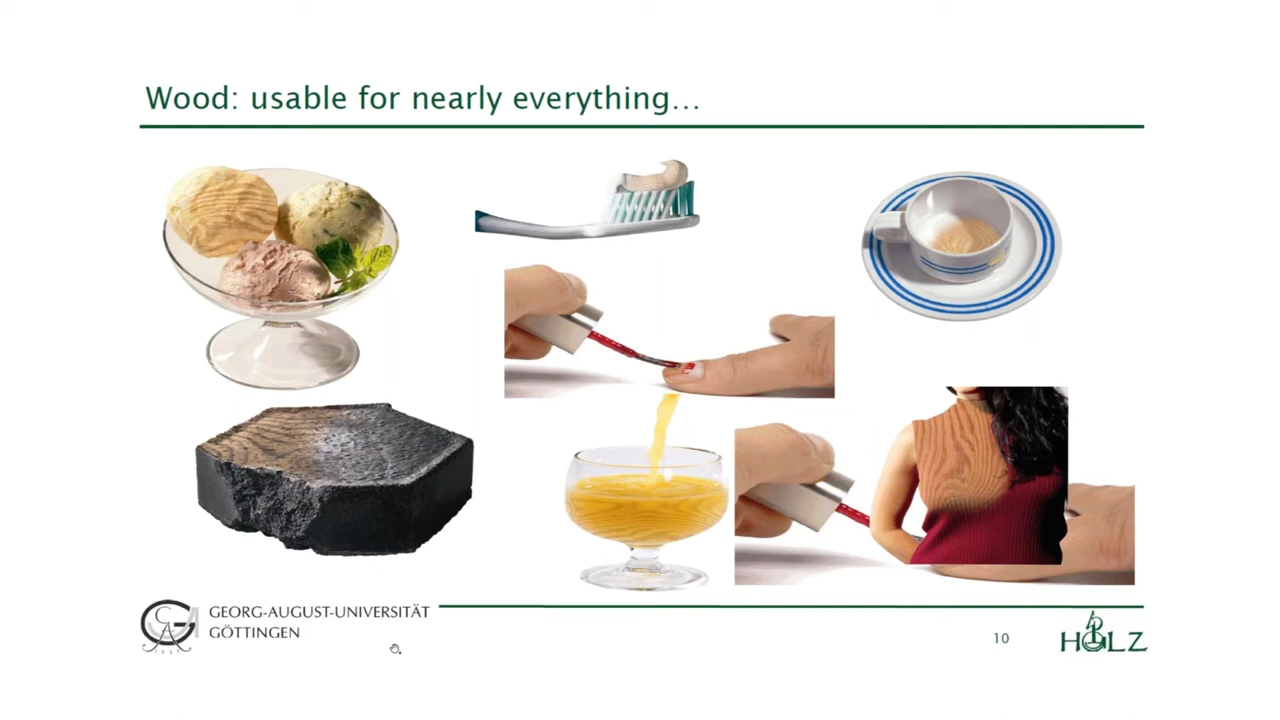 Wood: usable for nearly everything…
GEORG-AUGUST-UNIVERSITÄT
GÖTTINGEN
10
HOLZ